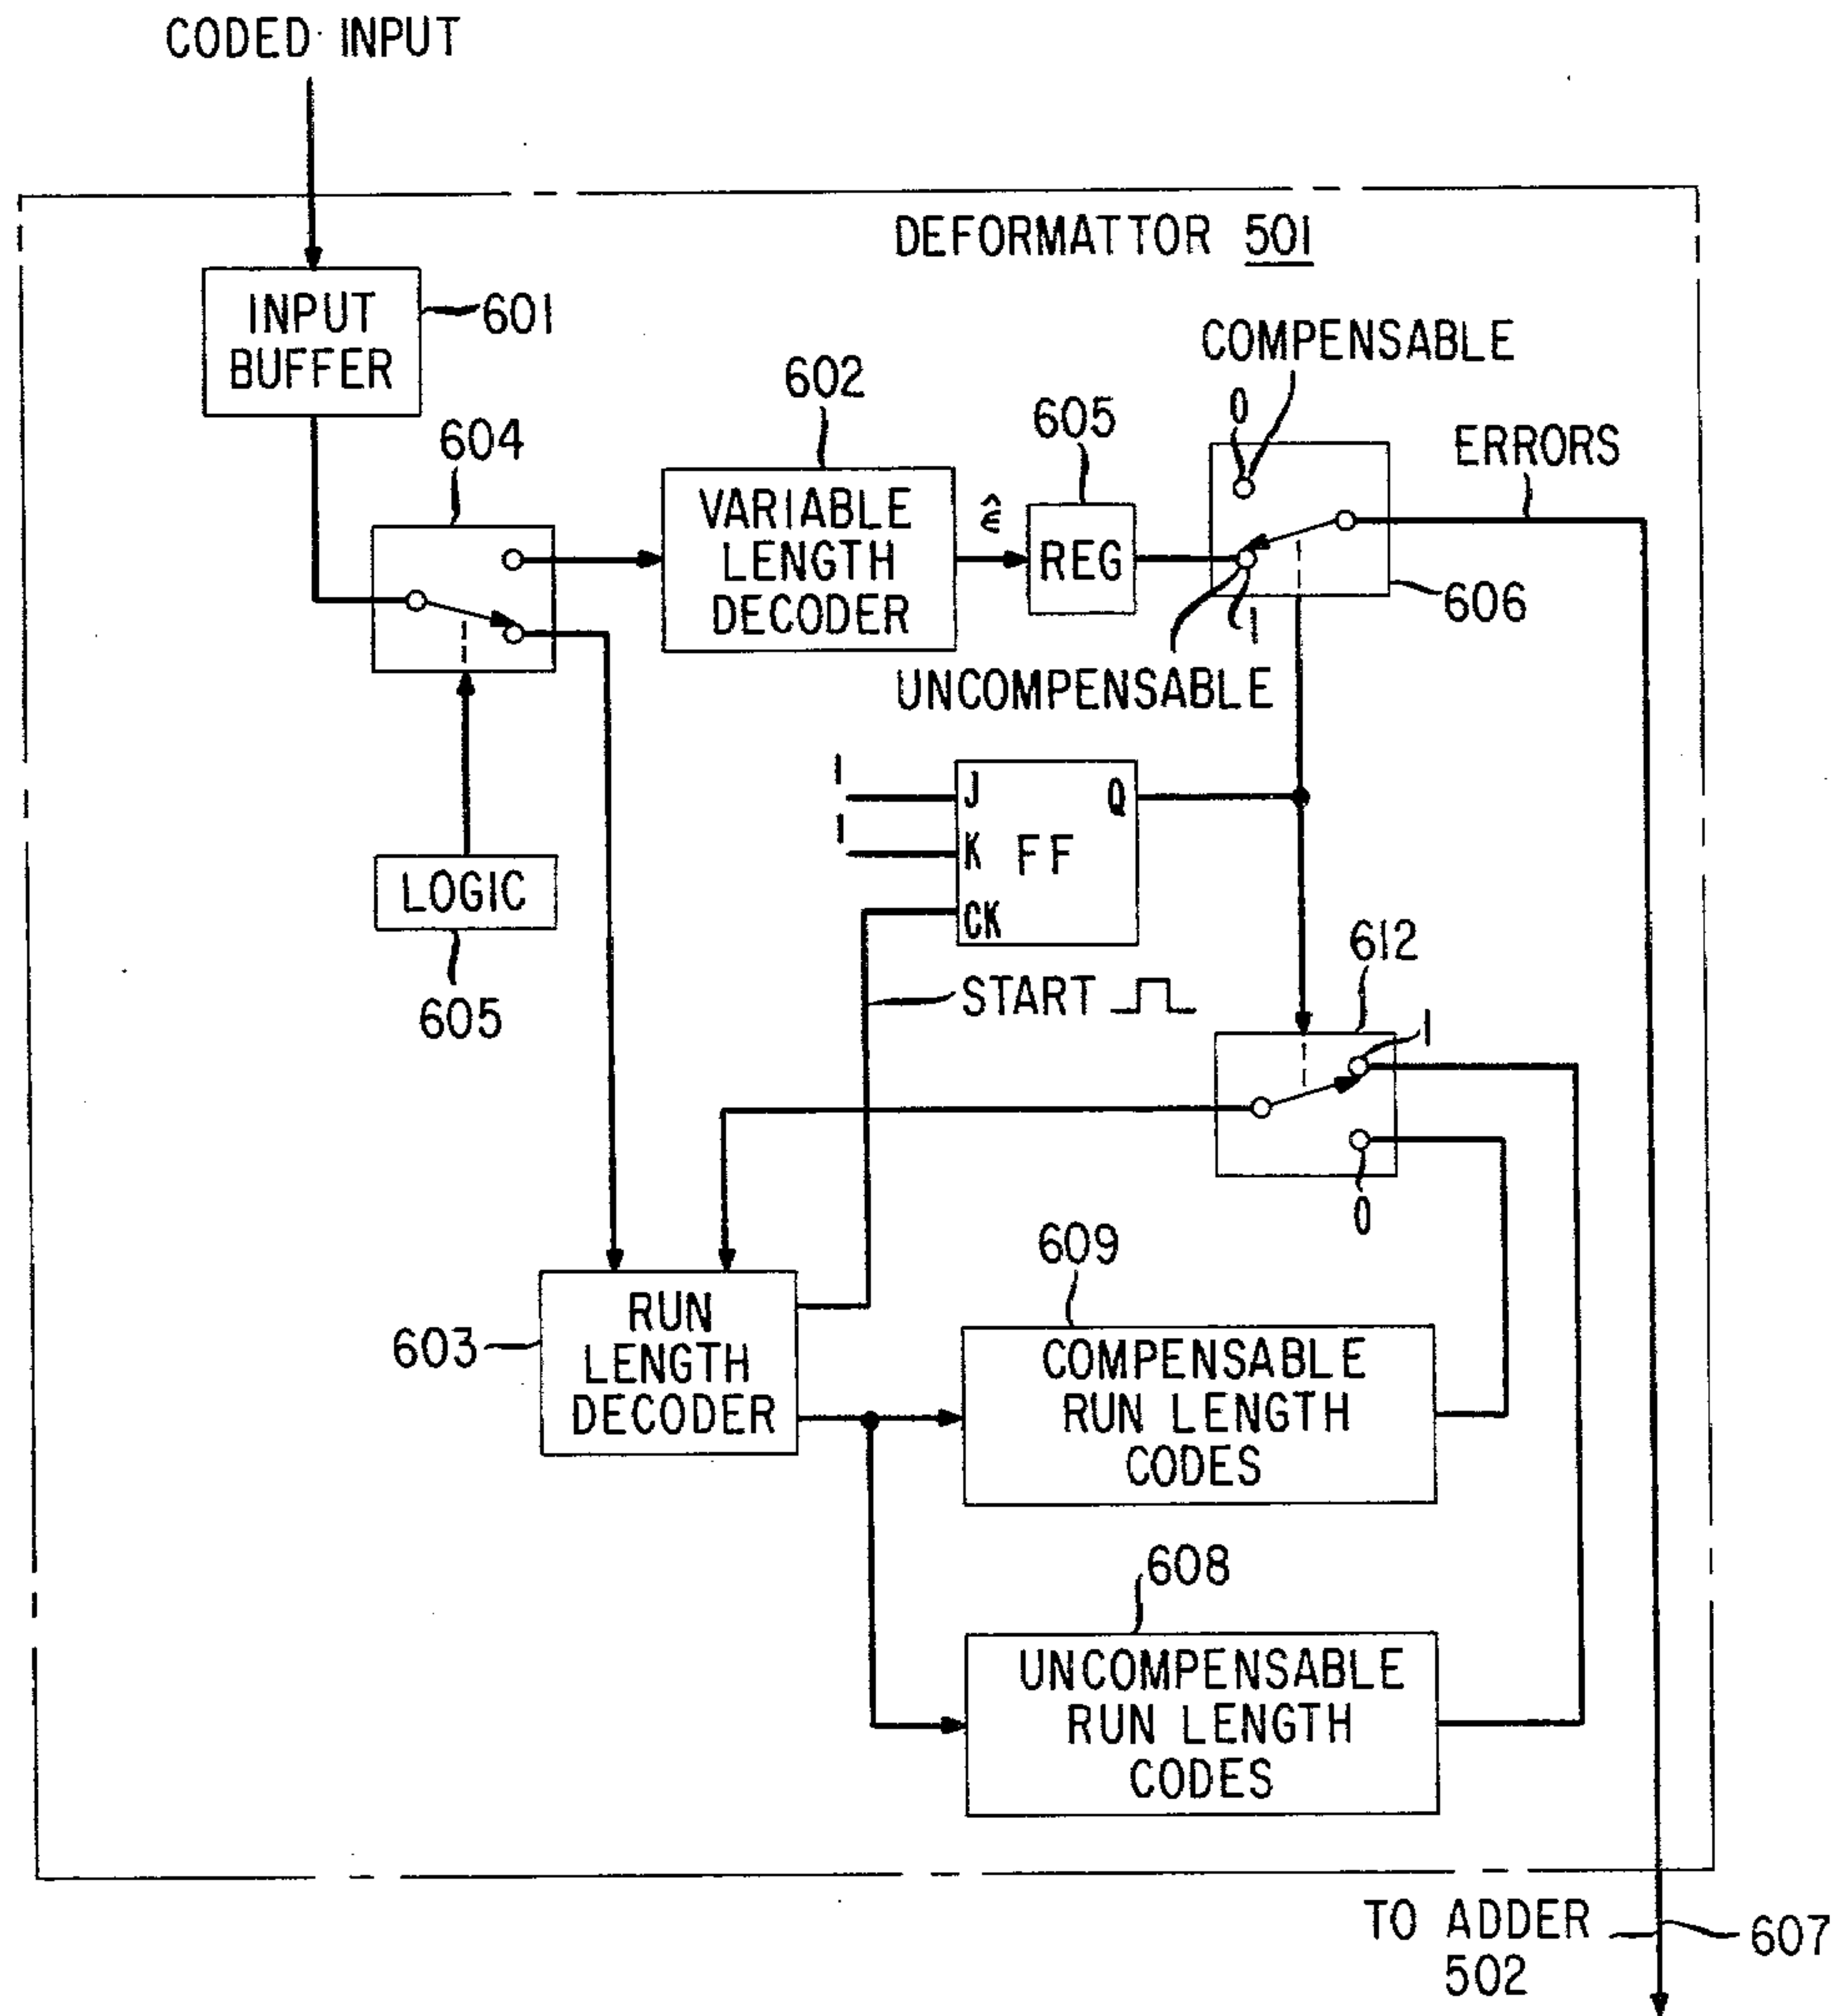 CODED INPUT
DEFORMATTOR 501
INPUT
BUFFER
601
COMPENSABLE
602
604
605
0
ERRORS
VARIABLE
LENGTH
DECODER
ε̂
REG
606
1
UNCOMPENSABLE
1
J
Q
1
K
FF
CK
LOGIC
605
START
612
1
0
609
603
RUN
LENGTH
DECODER
COMPENSABLE
RUN LENGTH
CODES
608
UNCOMPENSABLE
RUN LENGTH
CODES
TO ADDER
502
607